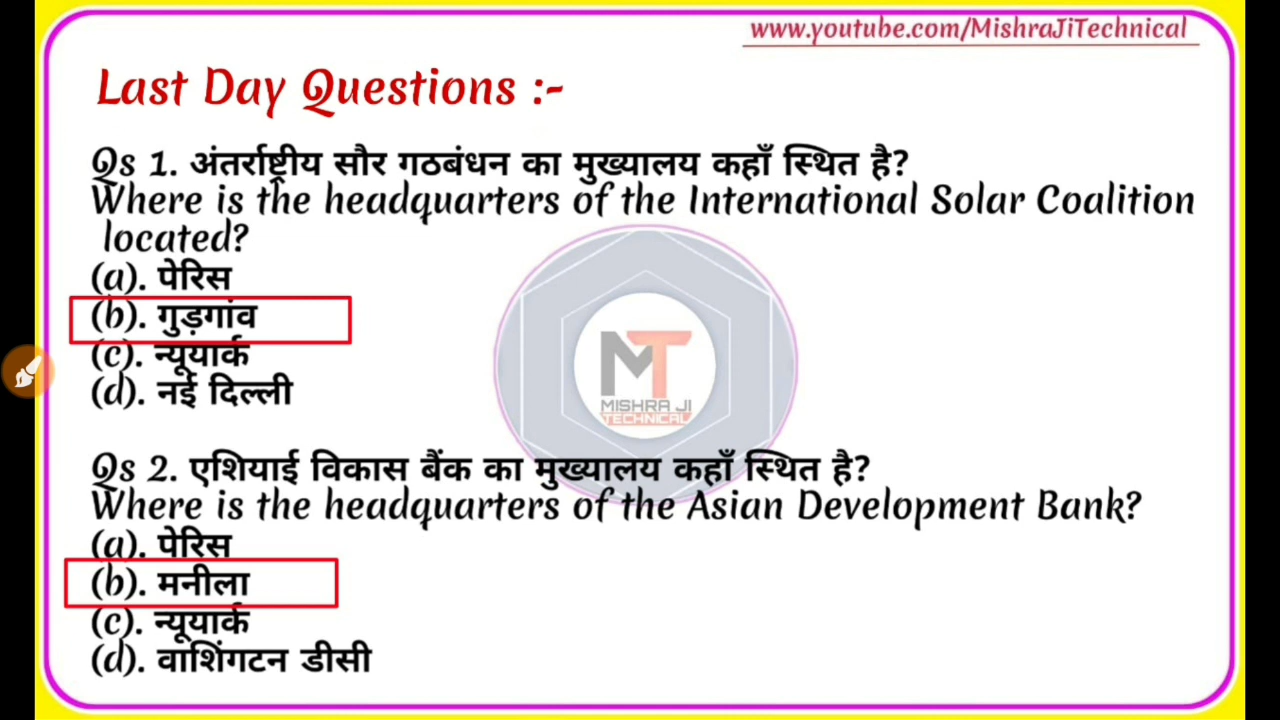 www.youtube.com/MishraJiTechnical
Last Day Questions :-
Qs 1. अंतर्राष्ट्रीय सौर गठबंधन का मुख्यालय कहाँ स्थित है?
Where is the headquarters of the International Solar Coalition
located?
(a). पेरिस
(b). गुड़गांव
(c). न्यूयार्क
(d). नई दिल्ली
MT
MISHRA JI
TECHNICAL
Qs 2. एशियाई विकास बैंक का मुख्यालय कहाँ स्थित है?
Where is the headquarters of the Asian Development Bank?
(a). पेरिस
(b). मनीला
(c). न्यूयार्क
(d). वाशिंगटन डीसी